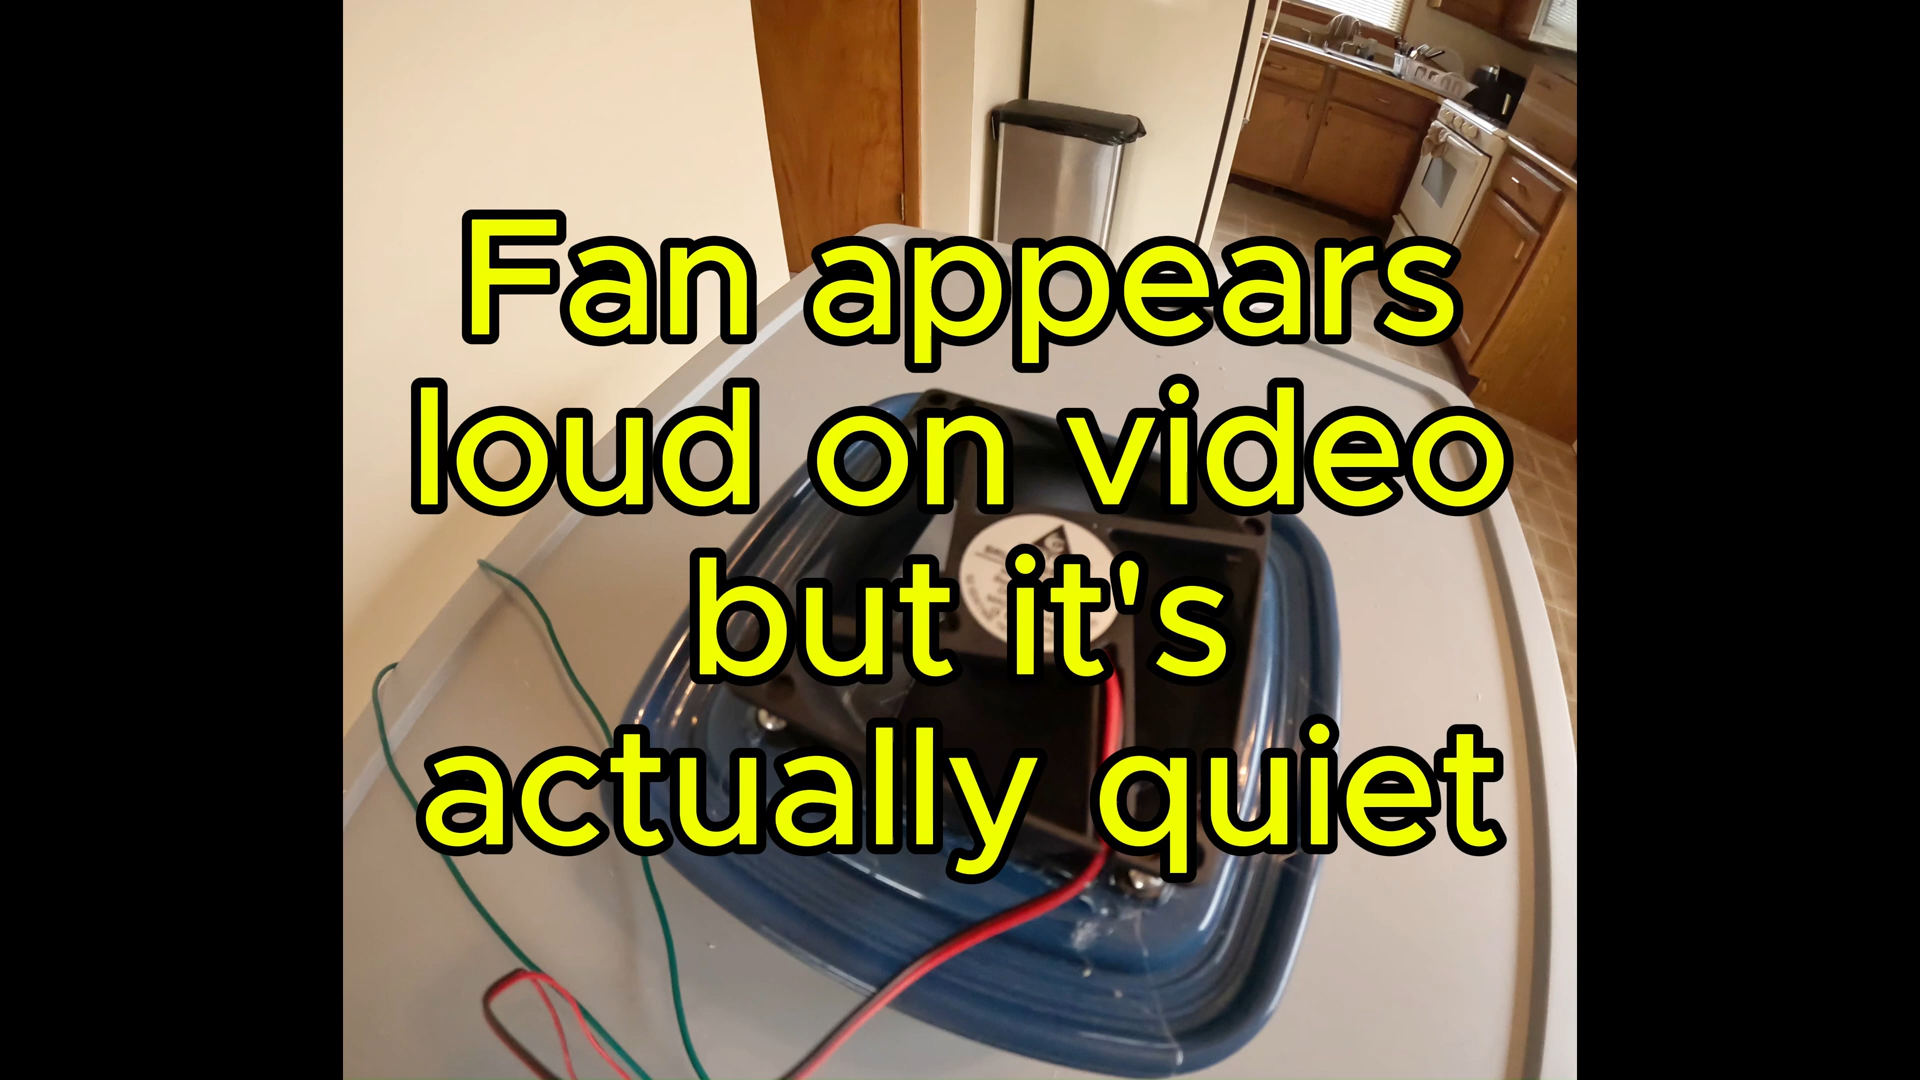 Fan appears
loud on video
but it's
actually quiet